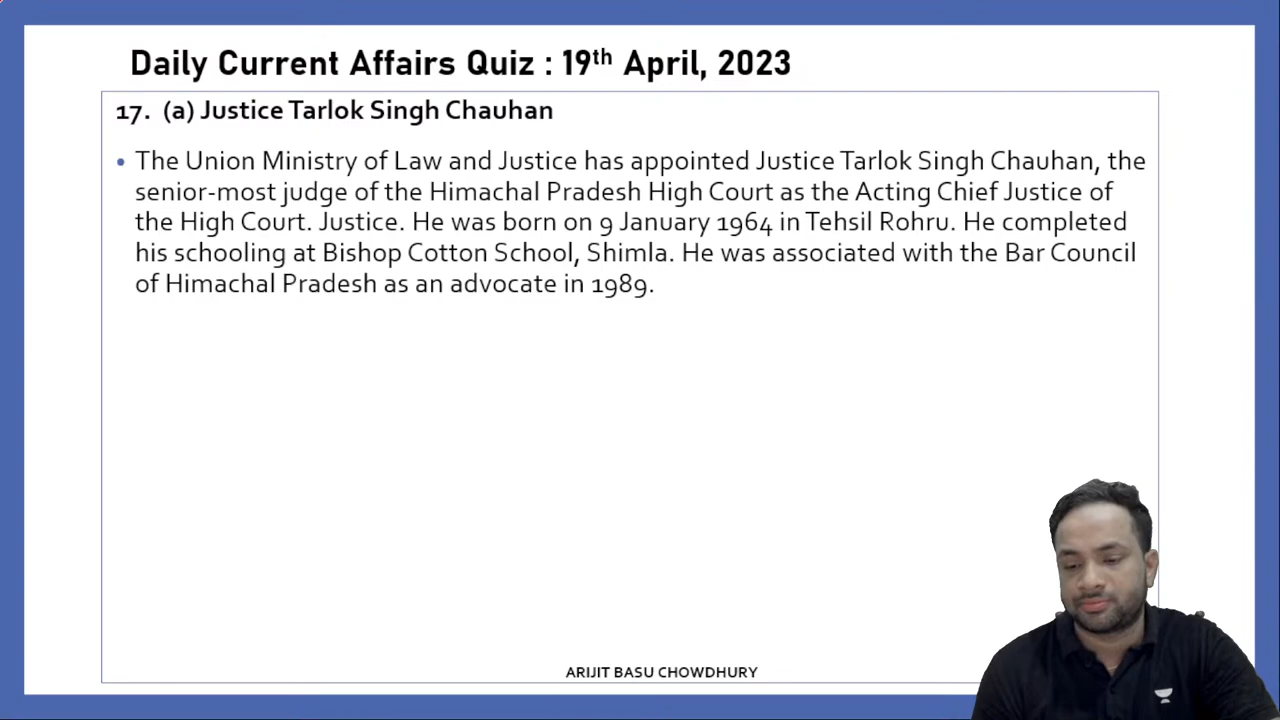 Daily Current Affairs Quiz : 19th April, 2023
17. (a) Justice Tarlok Singh Chauhan
• The Union Ministry of Law and Justice has appointed Justice Tarlok Singh Chauhan, the
senior-most judge of the Himachal Pradesh High Court as the Acting Chief Justice of
the High Court. Justice. He was born on 9 January 1964 in Tehsil Rohru. He completed
his schooling at Bishop Cotton School, Shimla. He was associated with the Bar Council
of Himachal Pradesh as an advocate in 1989.
ARIJIT BASU CHOWDHURY